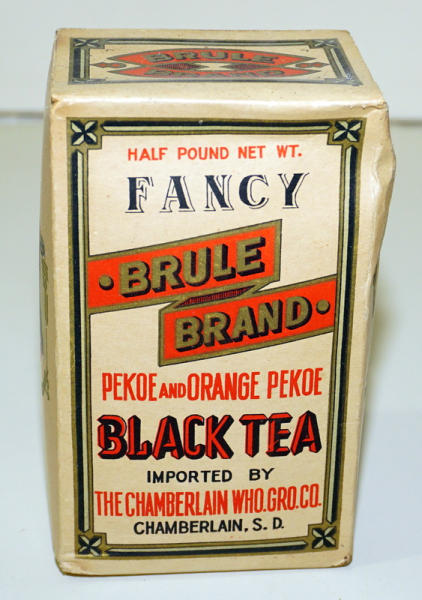 BRULE
HALF POUND NET WT.
FANCY
• BRULE
BRAND •
PEKOE AND ORANGE PEKOE
BLACK TEA
IMPORTED BY
THE CHAMBERLAIN WHO.GRO.CO.
CHAMBERLAIN, S. D.